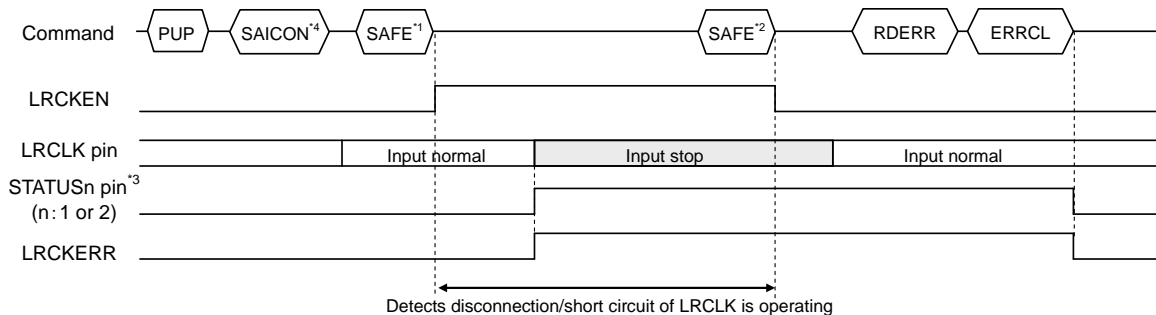 Command PUP SAICON*4 SAFE*1 SAFE*2 RDERR ERRCL
LRCKEN
LRCLK pin Input normal Input stop Input normal
STATUSn pin*3
(n:1 or 2)
LRCKERR
Detects disconnection/short circuit of LRCLK is operating